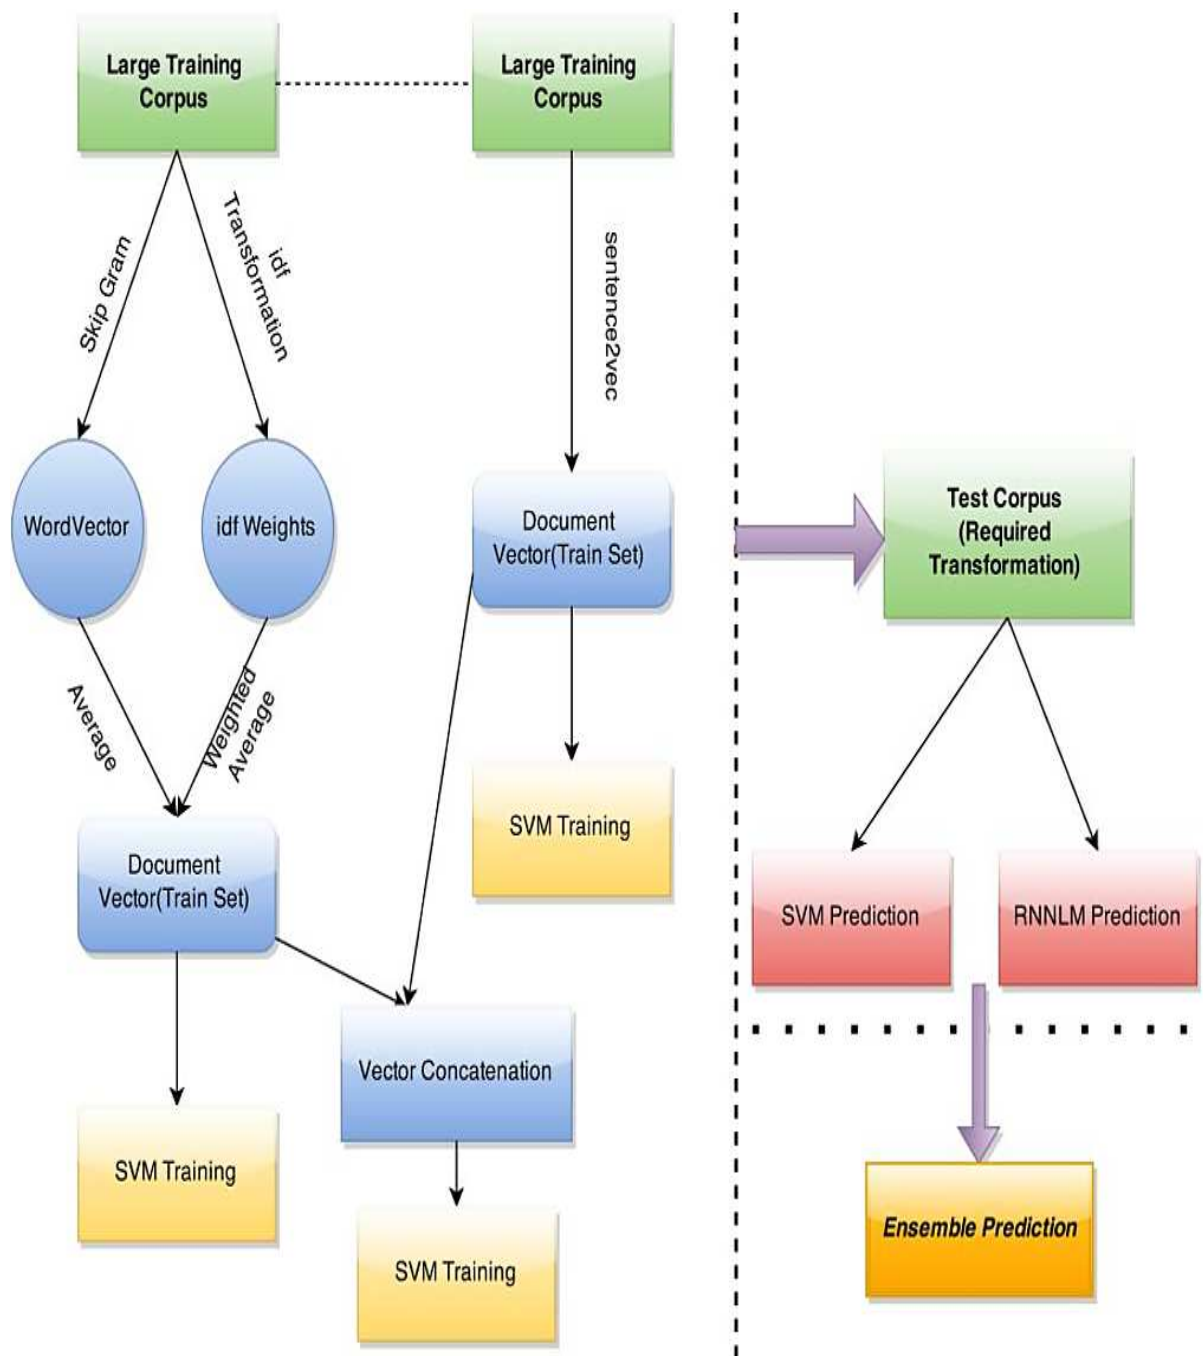 Large Training
Corpus
Large Training
Corpus
Skip Gram
idf
Transformation
sentence2vec
WordVector
idf Weights
Document
Vector(Train Set)
Test Corpus
(Required
Transformation)
Average
Weighted
Average
SVM Training
Document
Vector(Train Set)
SVM Prediction
RNNLM Prediction
Vector Concatenation
SVM Training
SVM Training
Ensemble Prediction